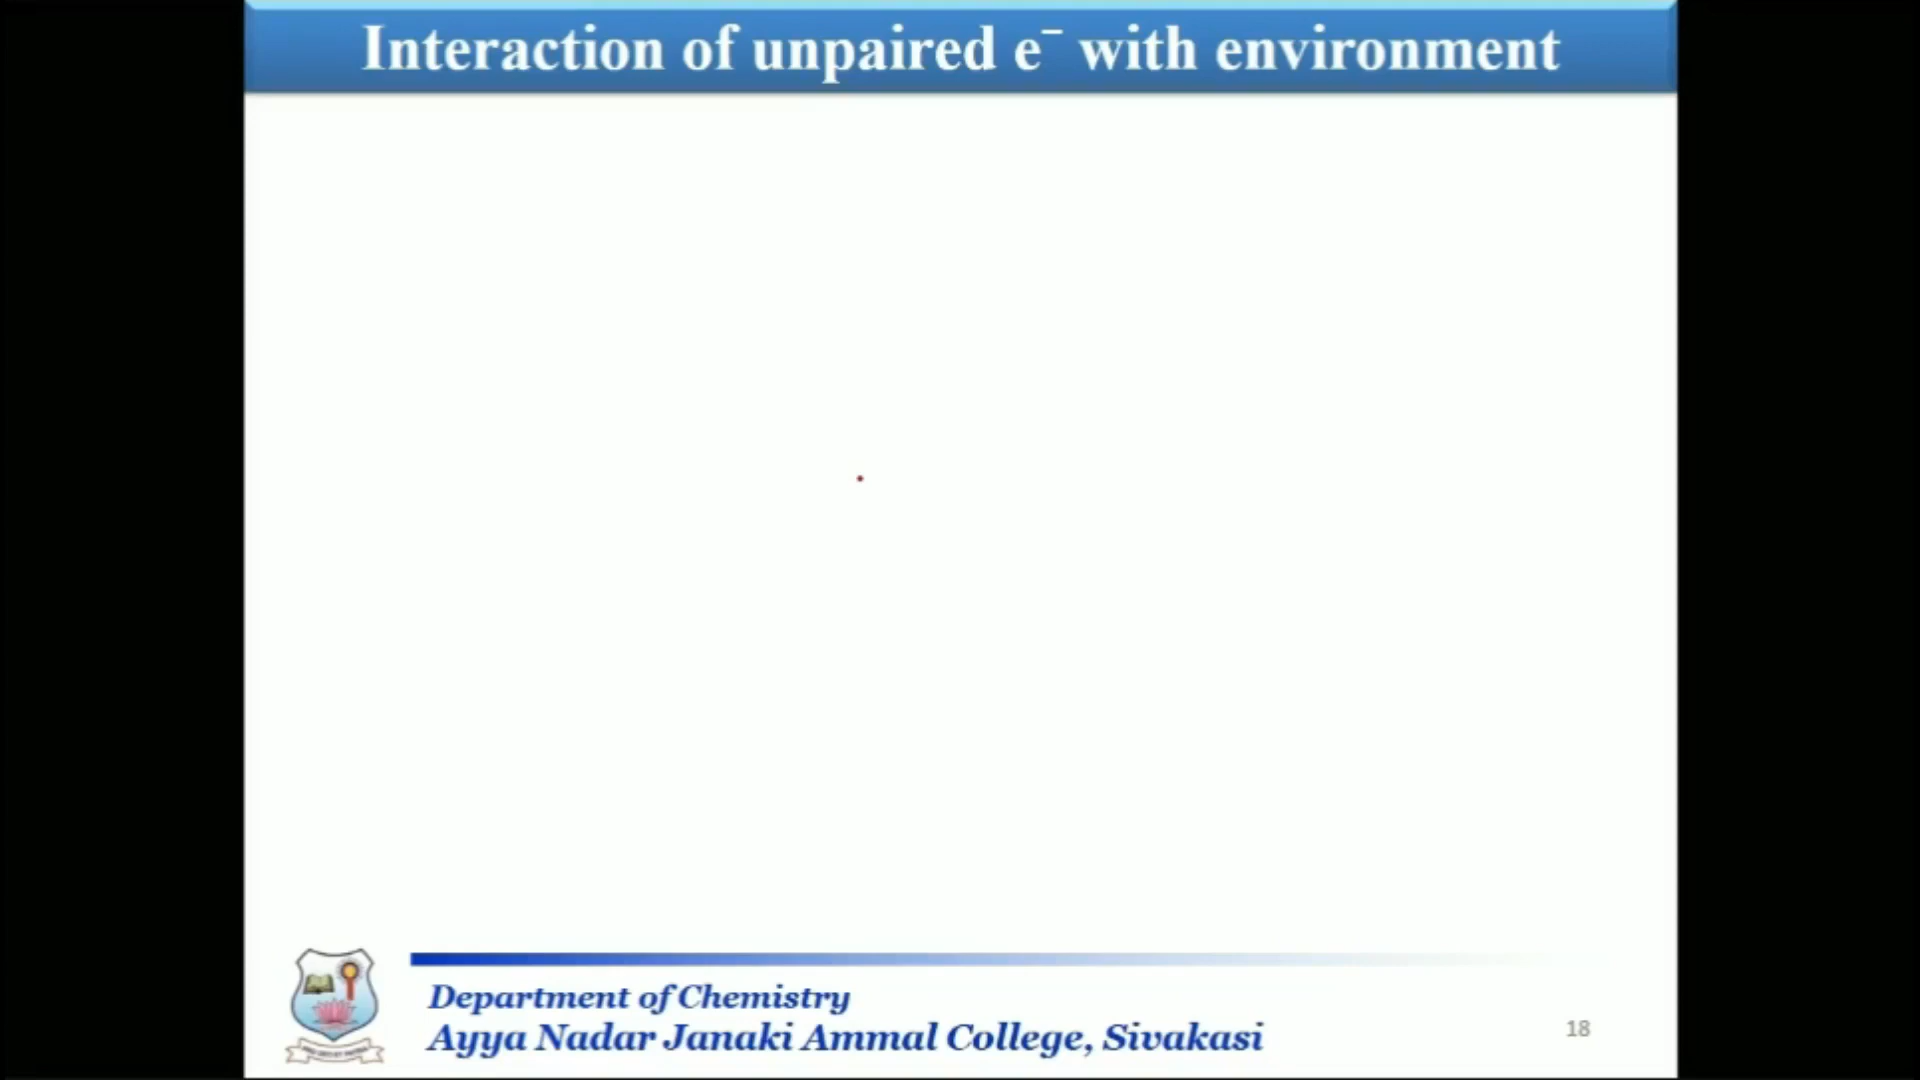 Interaction of unpaired e⁻ with environment
Department of Chemistry
Ayya Nadar Janaki Ammal College, Sivakasi
18